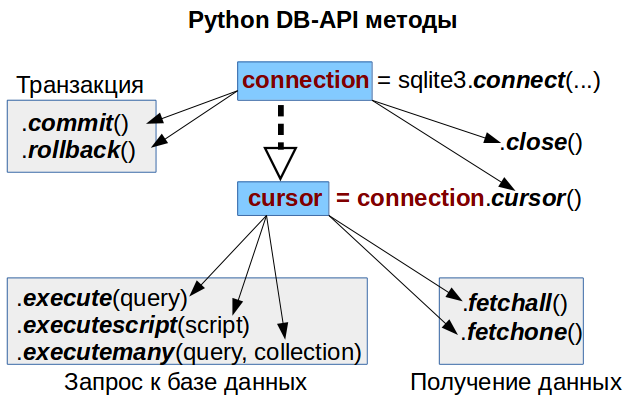 Python DB-API методы
connection = sqlite3.connect(...)
Транзакция
.commit()
.rollback()
.close()
cursor = connection.cursor()
.execute(query)
.executescript(script)
.executemany(query, collection)
Запрос к базе данных
.fetchall()
.fetchone()
Получение данных